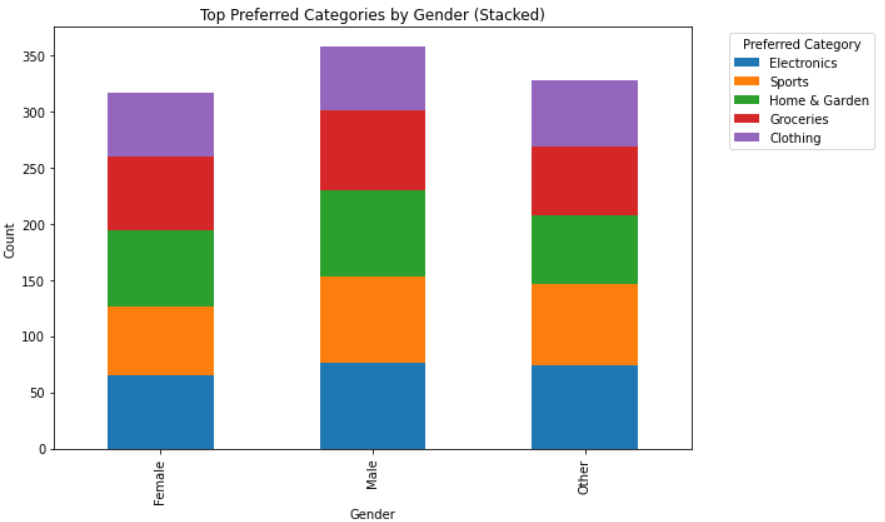 Top Preferred Categories by Gender (Stacked)
Preferred Category
Electronics
Sports
Home & Garden
Groceries
Clothing
Count
350
300
250
200
150
100
50
0
Female
Male
Other
Gender